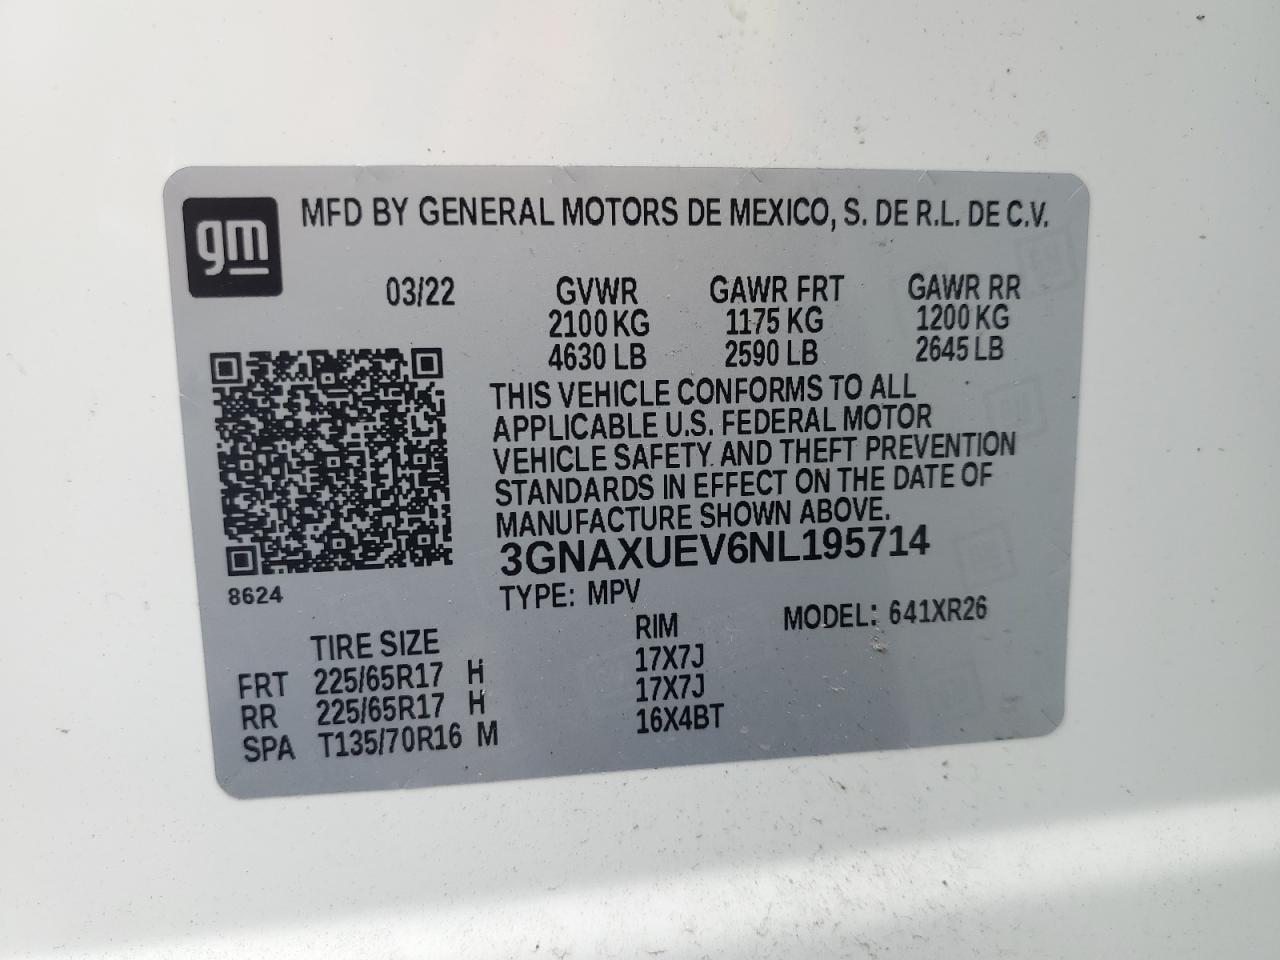 gm
MFD BY GENERAL MOTORS DE MEXICO, S. DE R.L. DE C.V.
03/22 GVWR GAWR FRT GAWR RR
2100 KG 1175 KG 1200 KG
4630 LB 2590 LB 2645 LB
THIS VEHICLE CONFORMS TO ALL
APPLICABLE U.S. FEDERAL MOTOR
VEHICLE SAFETY AND THEFT PREVENTION
STANDARDS IN EFFECT ON THE DATE OF
MANUFACTURE SHOWN ABOVE.
3GNAXUEV6NL195714
8624
TYPE: MPV
MODEL: 641XR26
TIRE SIZE RIM
FRT 225/65R17 H 17X7J
RR 225/65R17 H 17X7J
SPA T135/70R16 M 16X4BT